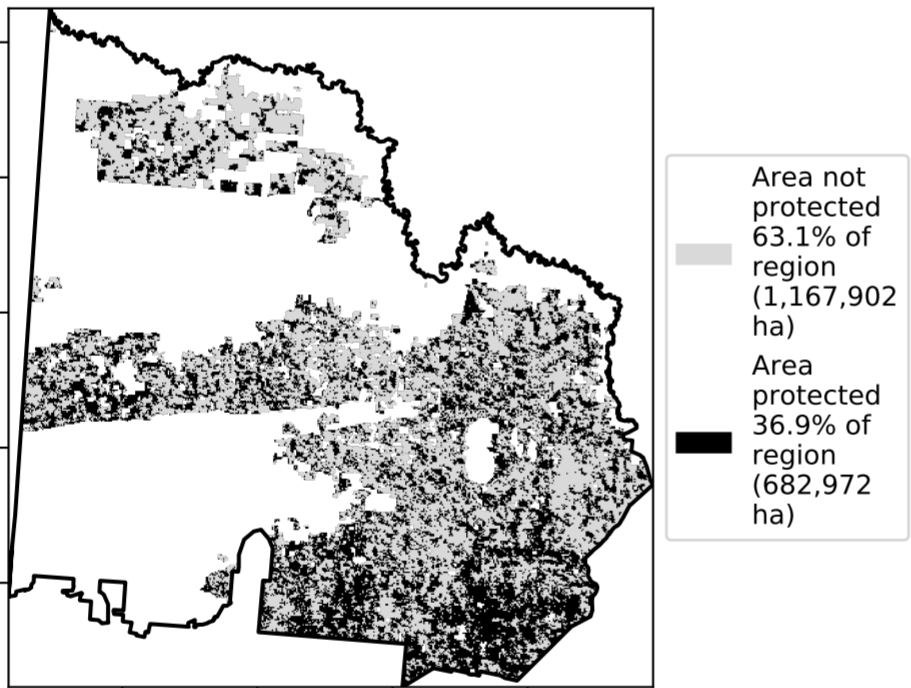 Area not
protected
63.1% of
region
(1,167,902
ha)
Area
protected
36.9% of
region
(682,972
ha)